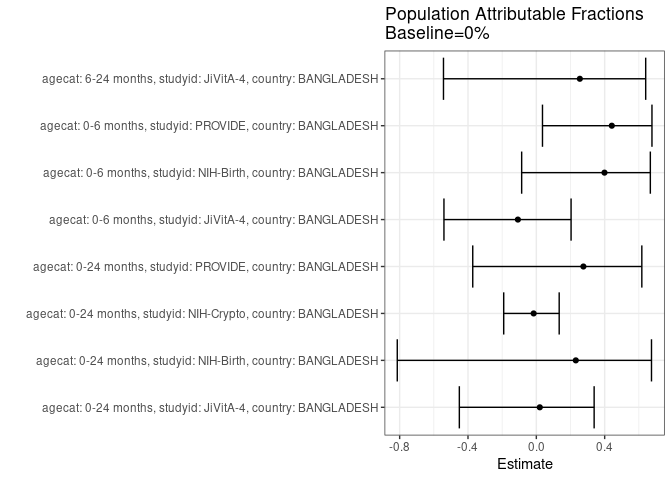 Population Attributable Fractions
Baseline=0%
agecat: 6-24 months, studyid: JiVitA-4, country: BANGLADESH
agecat: 0-6 months, studyid: PROVIDE, country: BANGLADESH
agecat: 0-6 months, studyid: NIH-Birth, country: BANGLADESH
agecat: 0-6 months, studyid: JiVitA-4, country: BANGLADESH
agecat: 0-24 months, studyid: PROVIDE, country: BANGLADESH
agecat: 0-24 months, studyid: NIH-Crypto, country: BANGLADESH
agecat: 0-24 months, studyid: NIH-Birth, country: BANGLADESH
agecat: 0-24 months, studyid: JiVitA-4, country: BANGLADESH
-0.8 -0.4 0.0 0.4
Estimate